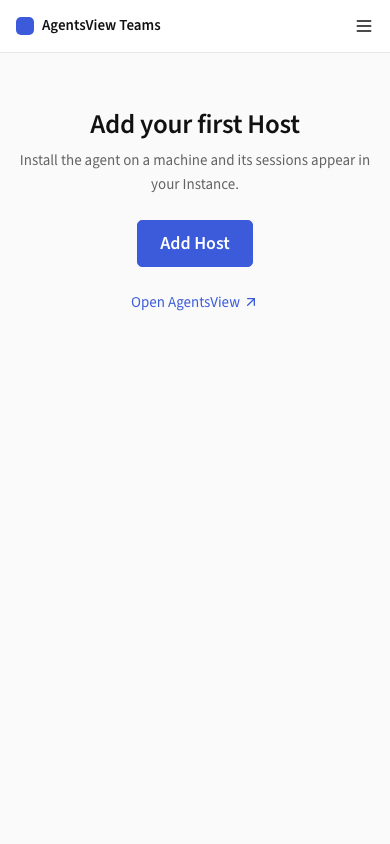 AgentsView Teams
Add your first Host
Install the agent on a machine and its sessions appear in
your Instance.
Add Host
Open AgentsView